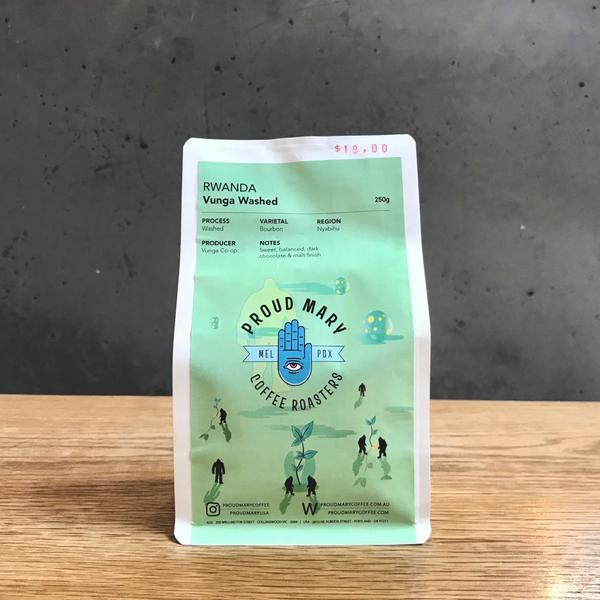 $18.00
RWANDA
Vunga Washed
250g
PROCESS
Washed
VARIETAL
Bourbon
REGION
Nyabihu
PRODUCER
Vunga Co-op
NOTES
Sweet, balanced, dark
chocolate & malt finish
PROUD MARY
MEL PDX
COFFEE ROASTERS
PROUDMARYCOFFEE
PROUDMARYUSA
W
PROUDMARYCOFFEE.COM.AU
PROUDMARYCOFFEE.COM